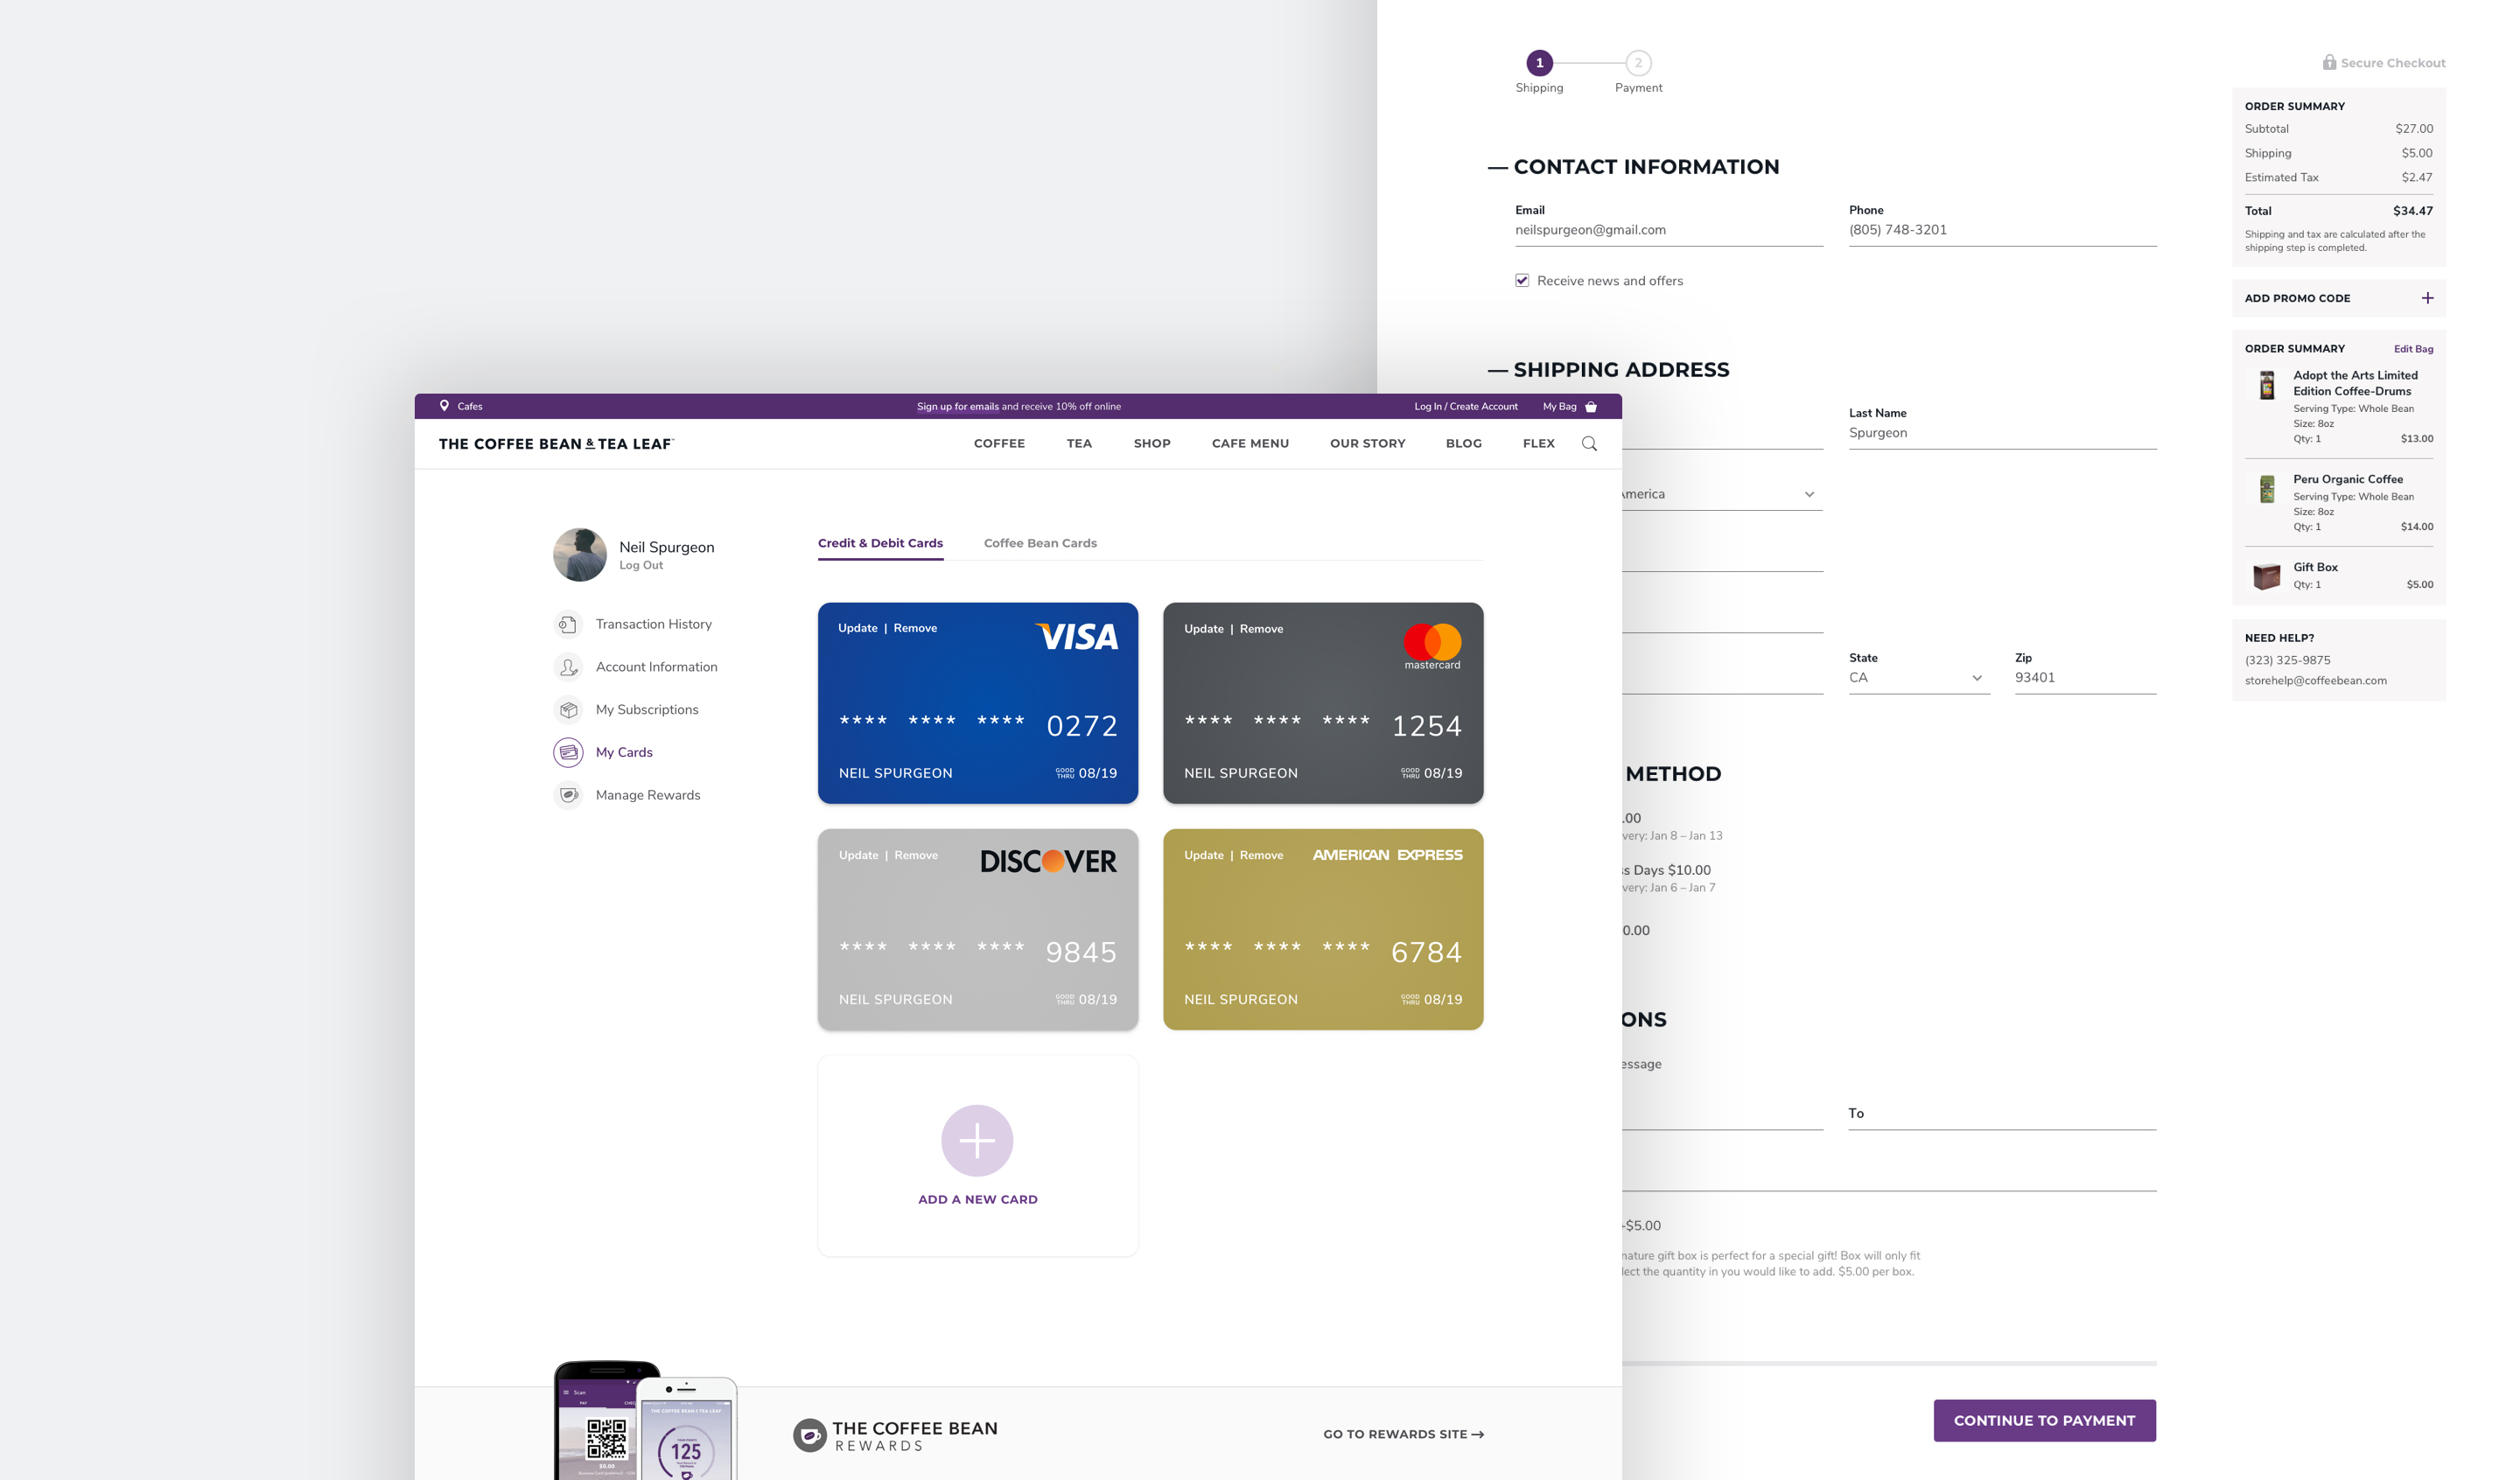 1
2
Shipping
Payment
Secure Checkout
CONTACT INFORMATION
Email
neilspurgeon@gmail.com
Phone
(805) 748-3201
Receive news and offers
SHIPPING ADDRESS
Last Name
Spurgeon
America
State
CA
Zip
93401
METHOD
.00
very: Jan 8 – Jan 13
ss Days $10.00
very: Jan 6 – Jan 7
0.00
ONS
essage
To
$5.00
nature gift box is perfect for a special gift! Box will only fit
lect the quantity in you would like to add. $5.00 per box.
CONTINUE TO PAYMENT
ORDER SUMMARY
Subtotal $27.00
Shipping $5.00
Estimated Tax $2.47
Total $34.47
Shipping and tax are calculated after the
shipping step is completed.
ADD PROMO CODE +
ORDER SUMMARY Edit Bag
Adopt the Arts Limited
Edition Coffee-Drums
Serving Type: Whole Bean
Size: 8oz
Qty: 1 $13.00
Peru Organic Coffee
Serving Type: Whole Bean
Size: 8oz
Qty: 1 $14.00
Gift Box
Qty: 1 $5.00
NEED HELP?
(323) 325-9875
storehelp@coffeebean.com
Cafes
Sign up for emails and receive 10% off online
Log In / Create Account
My Bag
THE COFFEE BEAN & TEA LEAF
COFFEE TEA SHOP CAFE MENU OUR STORY BLOG FLEX
Neil Spurgeon
Log Out
Transaction History
Account Information
My Subscriptions
My Cards
Manage Rewards
Credit & Debit Cards
Coffee Bean Cards
Update | Remove VISA
**** **** **** 0272
NEIL SPURGEON GOOD THRU 08/19
Update | Remove mastercard
**** **** **** 1254
NEIL SPURGEON GOOD THRU 08/19
Update | Remove DISCOVER
**** **** **** 9845
NEIL SPURGEON GOOD THRU 08/19
Update | Remove AMERICAN EXPRESS
**** **** **** 6784
NEIL SPURGEON GOOD THRU 08/19
ADD A NEW CARD
Scan
PAY
THE COFFEE BEAN & TEA LEAF
125
$0.00
THE COFFEE BEAN
REWARDS
GO TO REWARDS SITE →